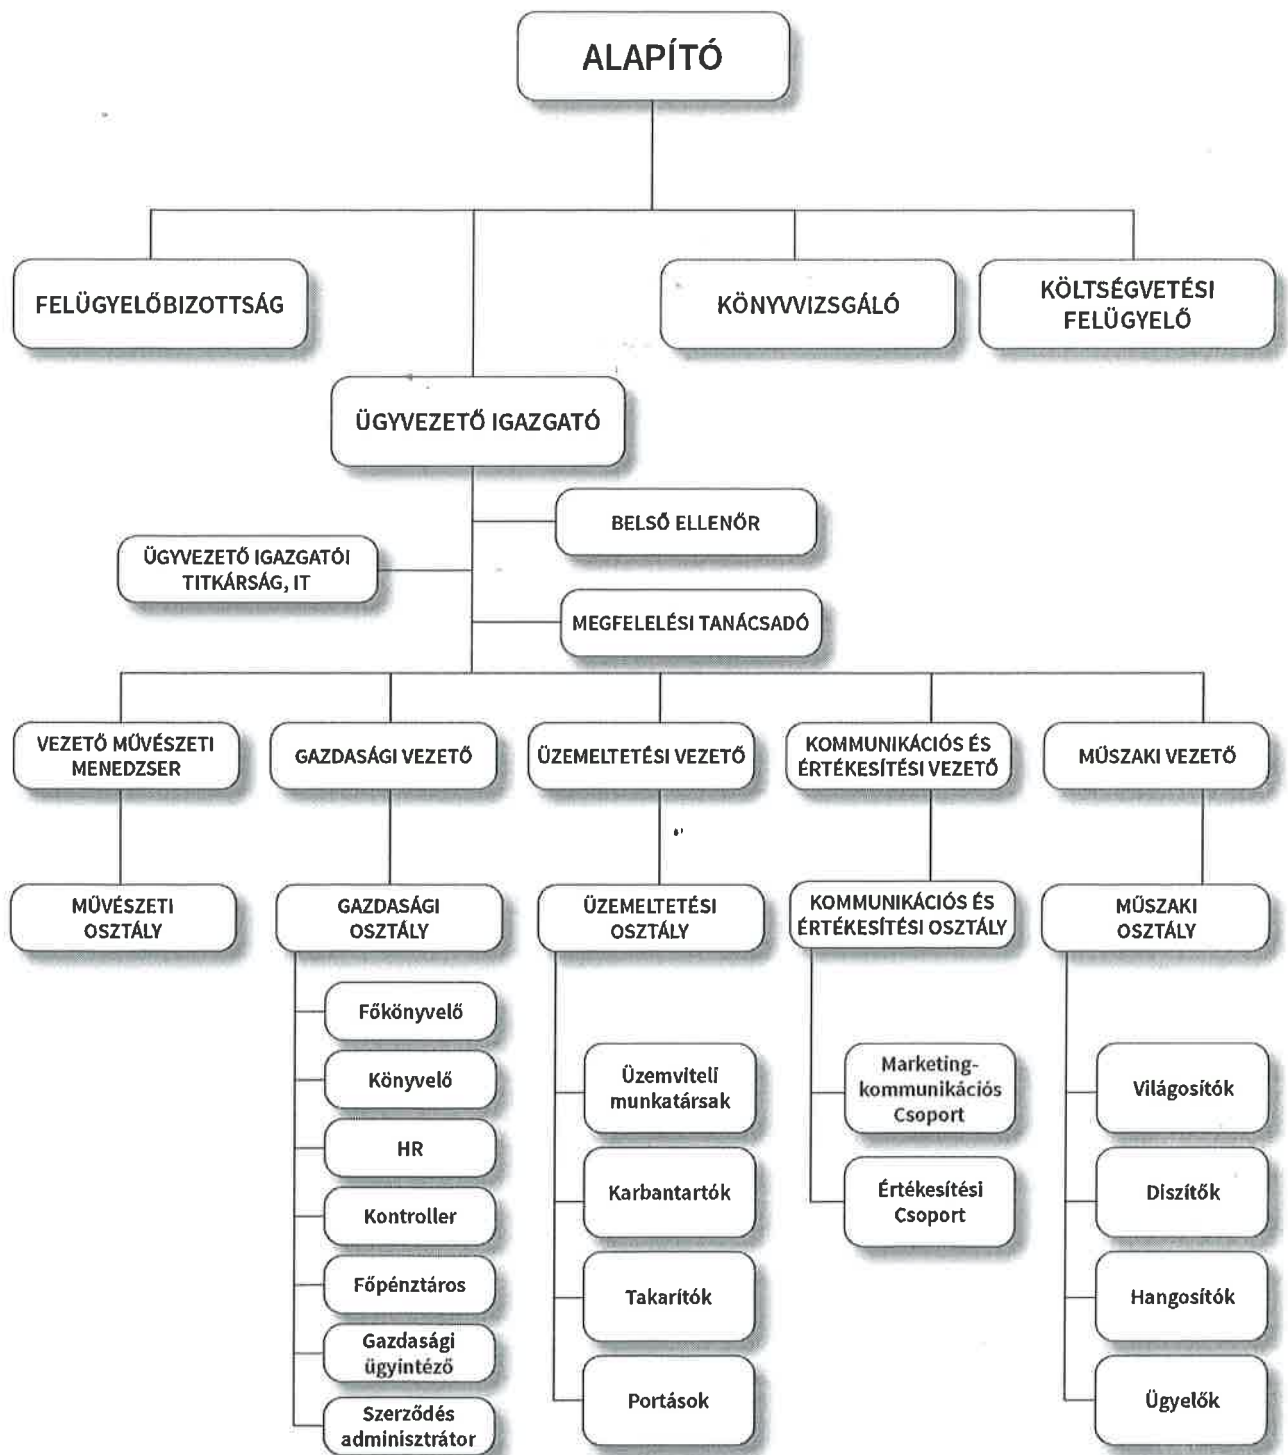 ALAPÍTÓ
FELÜGYELŐBIZOTTSÁG
KÖNYVVIZSGÁLÓ
KÖLTSÉGVETÉSI
FELÜGYELŐ
ÜGYVEZETŐ IGAZGATÓ
BELSŐ ELLENŐR
ÜGYVEZETŐ IGAZGATÓI
TITKÁRSÁG, IT
MEGFELELÉSI TANÁCSADÓ
VEZETŐ MŰVÉSZETI
MENEDZSER
GAZDASÁGI VEZETŐ
ÜZEMELTETÉSI VEZETŐ
KOMMUNIKÁCIÓS ÉS
ÉRTÉKESÍTÉSI VEZETŐ
MŰSZAKI VEZETŐ
MŰVÉSZETI
OSZTÁLY
GAZDASÁGI
OSZTÁLY
ÜZEMELTETÉSI
OSZTÁLY
KOMMUNIKÁCIÓS ÉS
ÉRTÉKESÍTÉSI OSZTÁLY
MŰSZAKI
OSZTÁLY
Főkönyvelő
Könyvelő
HR
Kontroller
Főpénztáros
Gazdasági
ügyintéző
Szerződés
adminisztrátor
Üzemviteli
munkatársak
Karbantartók
Takarítók
Portások
Marketing-
kommunikációs
Csoport
Értékesítési
Csoport
Világosítók
Diszítők
Hangosítók
Ügyelők